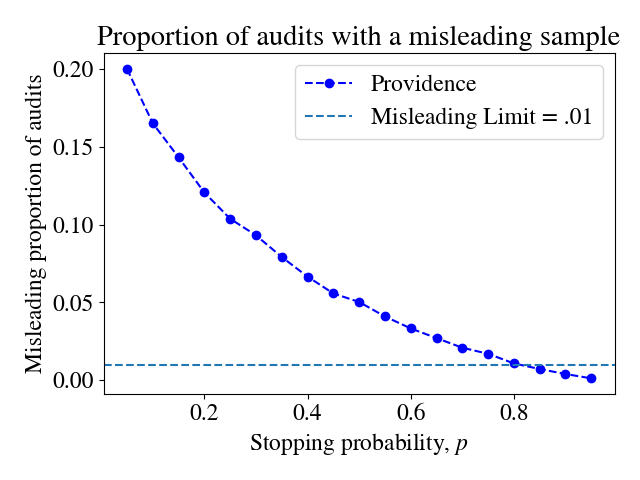 Proportion of audits with a misleading sample
Misleading proportion of audits
0.20
0.15
0.10
0.05
0.00
Providence
Misleading Limit = .01
0.2 0.4 0.6 0.8
Stopping probability, p